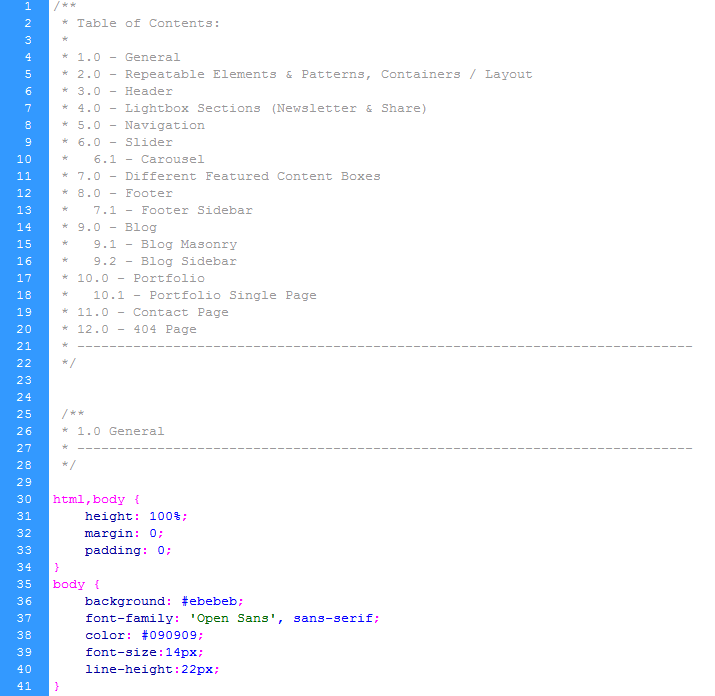 1 /**
2  * Table of Contents:
3  *
4  * 1.0 - General
5  * 2.0 - Repeatable Elements & Patterns, Containers / Layout
6  * 3.0 - Header
7  * 4.0 - Lightbox Sections (Newsletter & Share)
8  * 5.0 - Navigation
9  * 6.0 - Slider
10  *   6.1 - Carousel
11  * 7.0 - Different Featured Content Boxes
12  * 8.0 - Footer
13  *   7.1 - Footer Sidebar
14  * 9.0 - Blog
15  *   9.1 - Blog Masonry
16  *   9.2 - Blog Sidebar
17  * 10.0 - Portfolio
18  *   10.1 - Portfolio Single Page
19  * 11.0 - Contact Page
20  * 12.0 - 404 Page
21  * -----------------------------------------------------------------------------
22  */
23
24
25  /**
26  * 1.0 General
27  * -----------------------------------------------------------------------------
28  */
29
30 html,body {
31     height: 100%;
32     margin: 0;
33     padding: 0;
34 }
35 body {
36     background: #ebebeb;
37     font-family: 'Open Sans', sans-serif;
38     color: #090909;
39     font-size:14px;
40     line-height:22px;
41 }